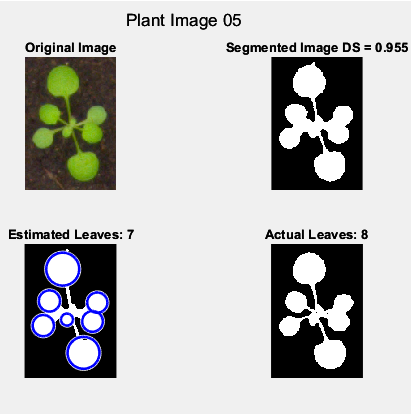 Plant Image 05
Original Image
Segmented Image DS = 0.955
Estimated Leaves: 7
Actual Leaves: 8